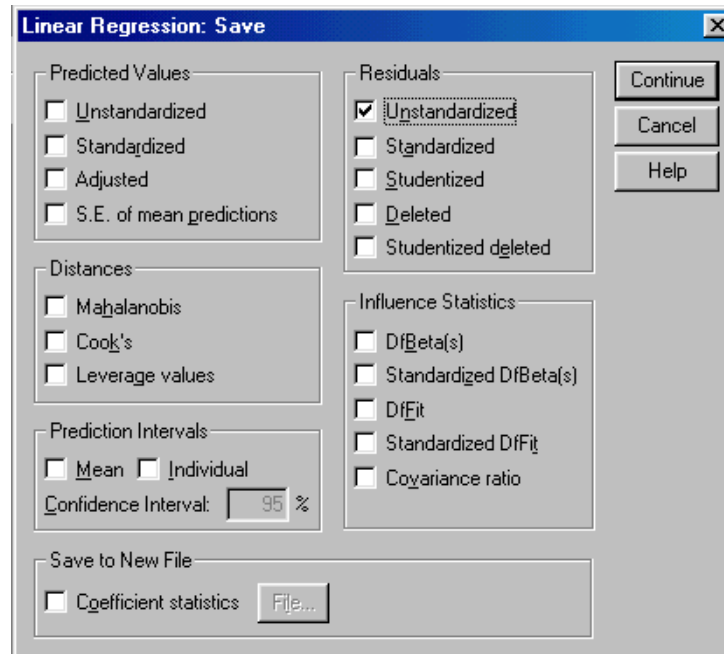 Linear Regression: Save
Predicted Values
Unstandardized
Standardized
Adjusted
S.E. of mean predictions
Distances
Mahalanobis
Cook's
Leverage values
Prediction Intervals
Mean Individual
Confidence Interval: 95 %
Residuals
Unstandardized
Standardized
Studentized
Deleted
Studentized deleted
Influence Statistics
DfBeta(s)
Standardized DfBeta(s)
DfFit
Standardized DfFit
Covariance ratio
Save to New File
Coefficient statistics File...
Continue
Cancel
Help